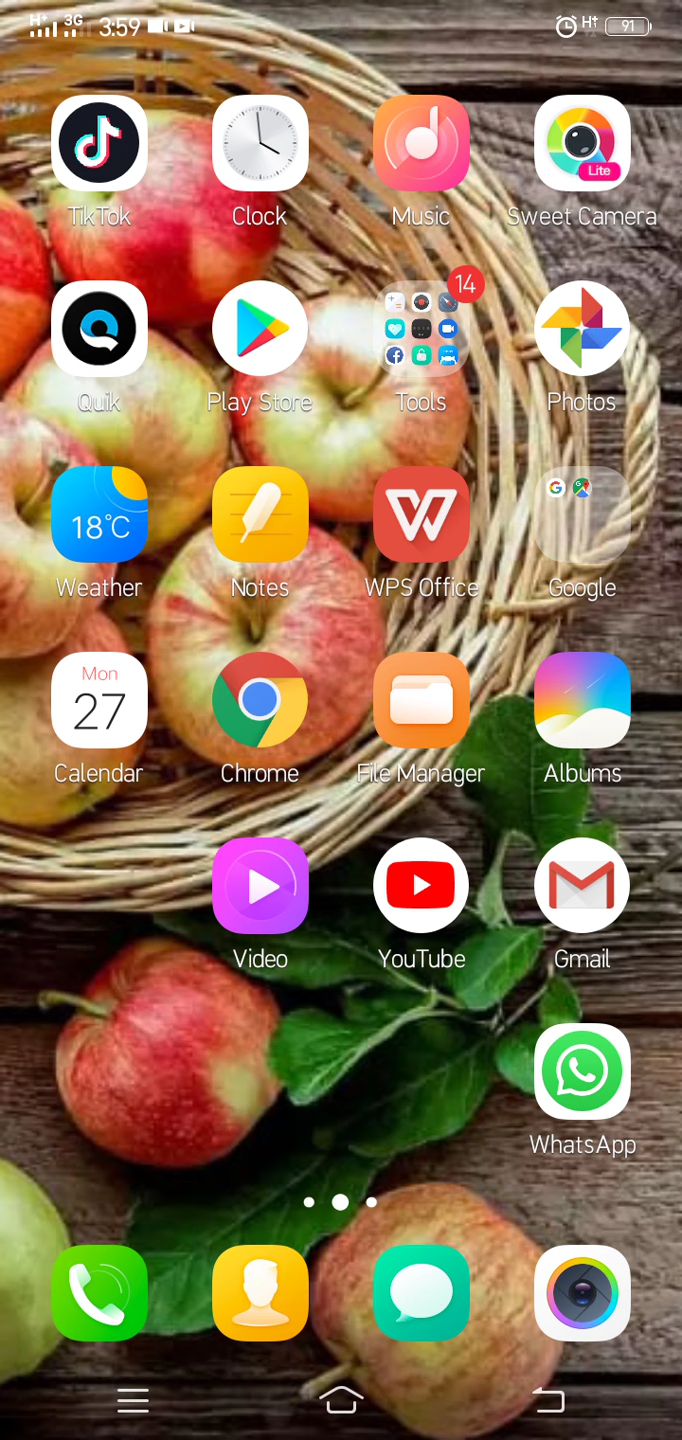 H+ 3G 3:59 H+ 91
TikTok Clock Music Lite Sweet Camera
14
Quik Play Store Tools Photos
18°C
Weather Notes WPS Office Google
Mon
27
Calendar Chrome File Manager Albums
Video YouTube Gmail
WhatsApp